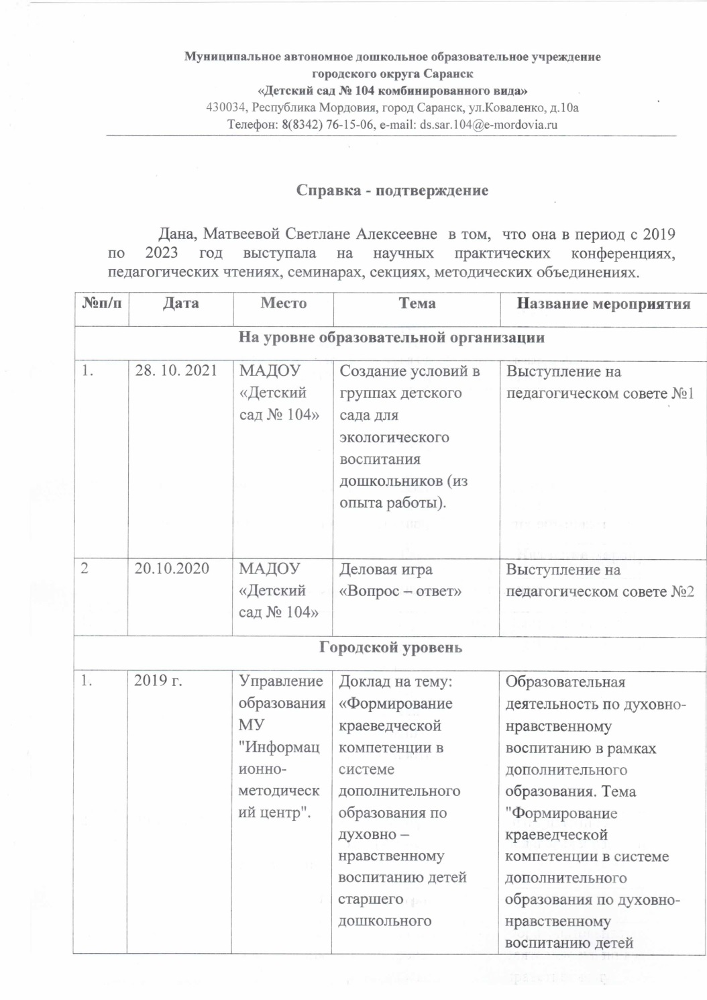 Муниципальное автономное дошкольное образовательное учреждение
городского округа Саранск
«Детский сад № 104 комбинированного вида»
430034, Республика Мордовия, город Саранск, ул.Коваленко, д.10а
Телефон: 8(8342) 76-15-06, e-mail: ds.sar.104@e-mordovia.ru
Справка - подтверждение
Дана, Матвеевой Светлане Алексеевне в том, что она в период с 2019
по 2023 год выступала на научных практических конференциях,
педагогических чтениях, семинарах, секциях, методических объединениях.
№п/п Дата Место Тема Название мероприятия
На уровне образовательной организации
1. 28. 10. 2021 МАДОУ Создание условий в Выступление на
«Детский группах детского педагогическом совете №1
сад № 104» сада для
экологического
воспитания
дошкольников (из
опыта работы).
2 20.10.2020 МАДОУ Деловая игра Выступление на
«Детский «Вопрос – ответ» педагогическом совете №2
сад № 104»
Городской уровень
1. 2019 г. Управление Доклад на тему: Образовательная
образования «Формирование деятельность по духовно-
МУ краеведческой нравственному
"Информац компетенции в воспитанию в рамках
ионно- системе дополнительного
методическ дополнительного образования. Тема
ий центр". образования по "Формирование
духовно – краеведческой
нравственному компетенции в системе
воспитанию детей дополнительного
старшего образования по духовно-
дошкольного нравственному
воспитанию детей